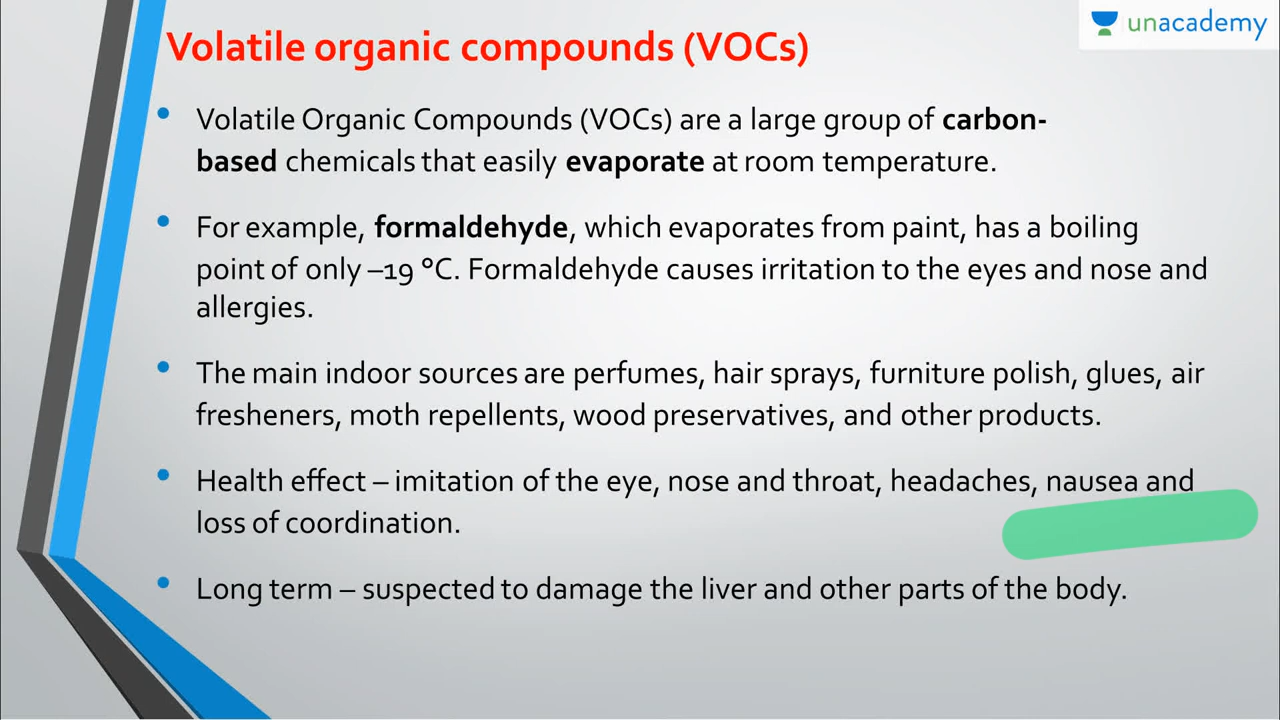 unacademy
Volatile organic compounds (VOCs)
• Volatile Organic Compounds (VOCs) are a large group of carbon-
based chemicals that easily evaporate at room temperature.
• For example, formaldehyde, which evaporates from paint, has a boiling
point of only –19 °C. Formaldehyde causes irritation to the eyes and nose and
allergies.
• The main indoor sources are perfumes, hair sprays, furniture polish, glues, air
fresheners, moth repellents, wood preservatives, and other products.
• Health effect – imitation of the eye, nose and throat, headaches, nausea and
loss of coordination.
• Long term – suspected to damage the liver and other parts of the body.